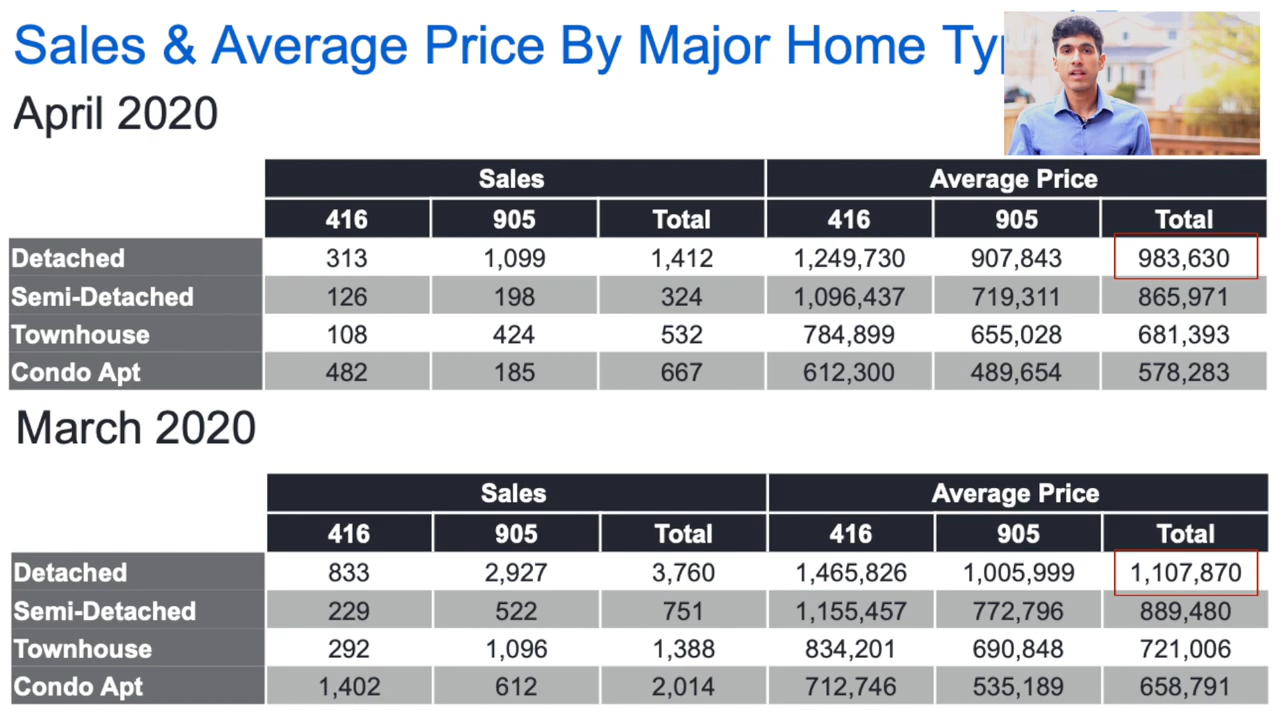 Sales & Average Price By Major Home
April 2020
Sales Average Price
416 905 Total 416 905 Total
Detached 313 1,099 1,412 1,249,730 907,843 983,630
Semi-Detached 126 198 324 1,096,437 719,311 865,971
Townhouse 108 424 532 784,899 655,028 681,393
Condo Apt 482 185 667 612,300 489,654 578,283
March 2020
Sales Average Price
416 905 Total 416 905 Total
Detached 833 2,927 3,760 1,465,826 1,005,999 1,107,870
Semi-Detached 229 522 751 1,155,457 772,796 889,480
Townhouse 292 1,096 1,388 834,201 690,848 721,006
Condo Apt 1,402 612 2,014 712,746 535,189 658,791